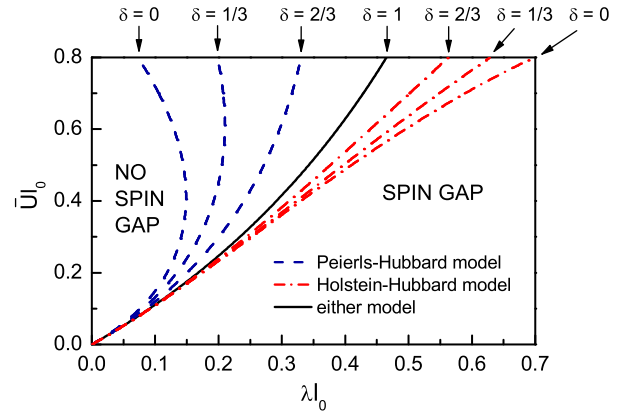 δ = 0 δ = 1/3 δ = 2/3 δ = 1 δ = 2/3 δ = 1/3 δ = 0
0.8
0.6
0.4
0.2
0.0
ŪI₀
NO
SPIN
GAP
SPIN GAP
Peierls-Hubbard model
Holstein-Hubbard model
either model
0.0 0.1 0.2 0.3 0.4 0.5 0.6 0.7
λI₀